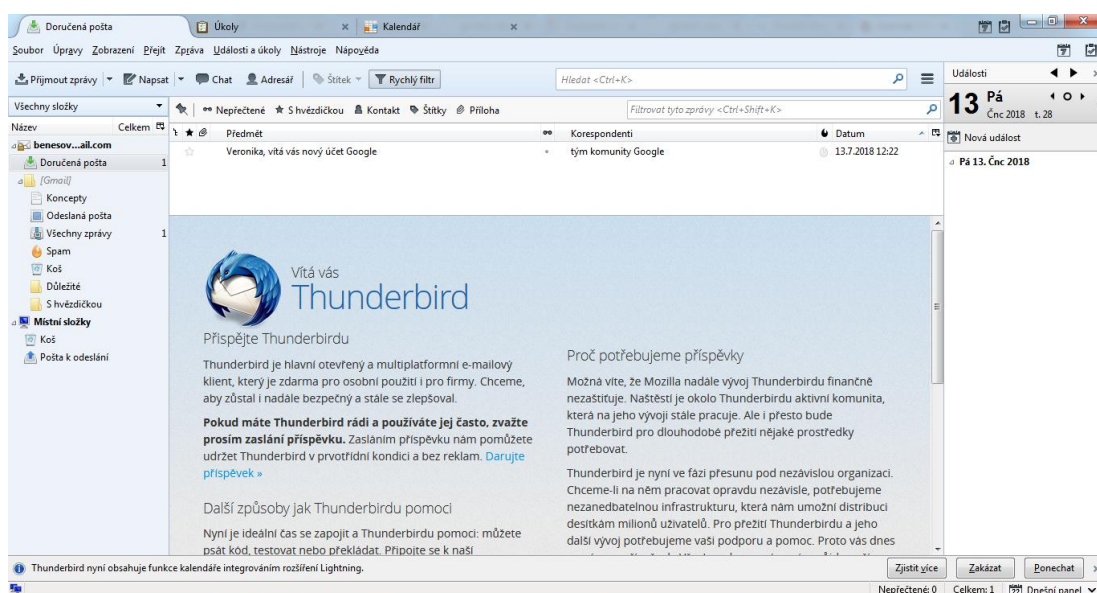 Doručená pošta
Úkoly
Kalendář
Soubor Úpravy Zobrazení Přejít Zpráva Události a úkoly Nástroje Nápověda
Přijmout zprávy Napsat Chat Adresář Štítek Rychlý filtr
Hledat <Ctrl+K>
Všechny složky
Nepřečtené S hvězdičkou Kontakt Štítky Příloha
Filtrovat tyto zprávy <Ctrl+Shift+K>
Název Celkem
benesov...ail.com
Doručená pošta 1
[Gmail]
Koncepty
Odeslaná pošta
Všechny zprávy 1
Spam
Koš
Důležité
S hvězdičkou
Místní složky
Koš
Pošta k odeslání
Předmět Korespondenti Datum
Veronika, vítá vás nový účet Google tým komunity Google 13.7.2018 12:22
Vítá vás
Thunderbird
Přispějte Thunderbirdu
Thunderbird je hlavní otevřený a multiplatformní e-mailový
klient, který je zdarma pro osobní použití i pro firmy. Chceme,
aby zůstal i nadále bezpečný a stále se zlepšoval.
Pokud máte Thunderbird rádi a používáte jej často, zvažte
prosím zaslání příspěvku. Zasláním příspěvku nám pomůžete
udržet Thunderbird v prvotřídní kondici a bez reklam. Darujte
příspěvek »
Další způsoby jak Thunderbirdu pomoci
Nyní je ideální čas se zapojit a Thunderbirdu pomoci: můžete
psát kód, testovat nebo překládat. Připojte se k naší
Proč potřebujeme příspěvky
Možná víte, že Mozilla nadále vývoj Thunderbirdu finančně
nezaštiťuje. Naštěstí je okolo Thunderbirdu aktivní komunita,
která na jeho vývoji stále pracuje. Ale i přesto bude
Thunderbird pro dlouhodobé přežití nějaké prostředky
potřebovat.
Thunderbird je nyní ve fázi přesunu pod nezávislou organizaci.
Chceme-li na něm pracovat opravdu nezávisle, potřebujeme
nezanedbatelnou infrastrukturu, která nám umožní distribuci
desítkám milionů uživatelů. Pro přežití Thunderbirdu a jeho
další vývoj potřebujeme vaši podporu a pomoc. Proto vás dnes
Události
13 Pá
Čnc 2018 t. 28
Nová událost
Pá 13. Čnc 2018
Thunderbird nyní obsahuje funkce kalendáře integrováním rozšíření Lightning.
Zjistit více Zakázat Ponechat
Nepřečtené: 0 Celkem: 1 Dnešní panel